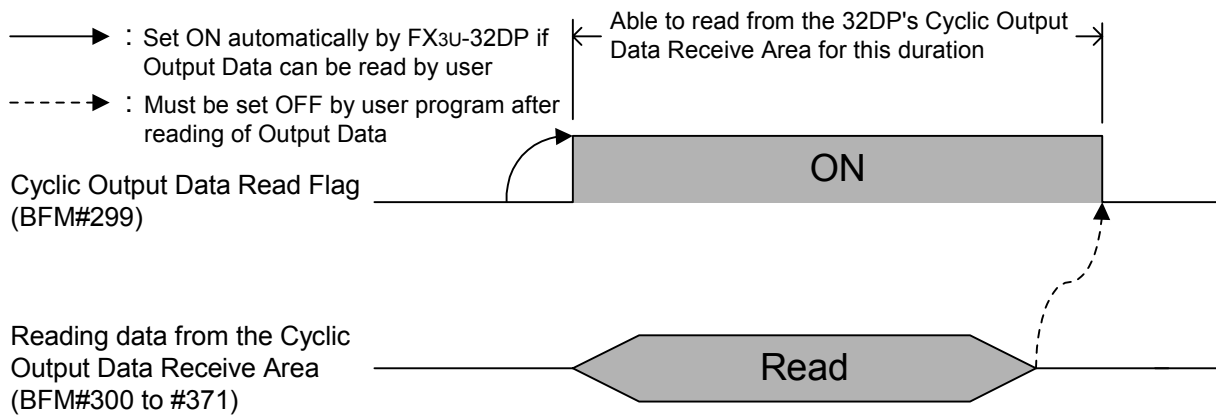 : Set ON automatically by FX3U-32DP if
Output Data can be read by user
: Must be set OFF by user program after
reading of Output Data
Able to read from the 32DP's Cyclic Output
Data Receive Area for this duration
Cyclic Output Data Read Flag
(BFM#299)
ON
Reading data from the Cyclic
Output Data Receive Area
(BFM#300 to #371)
Read